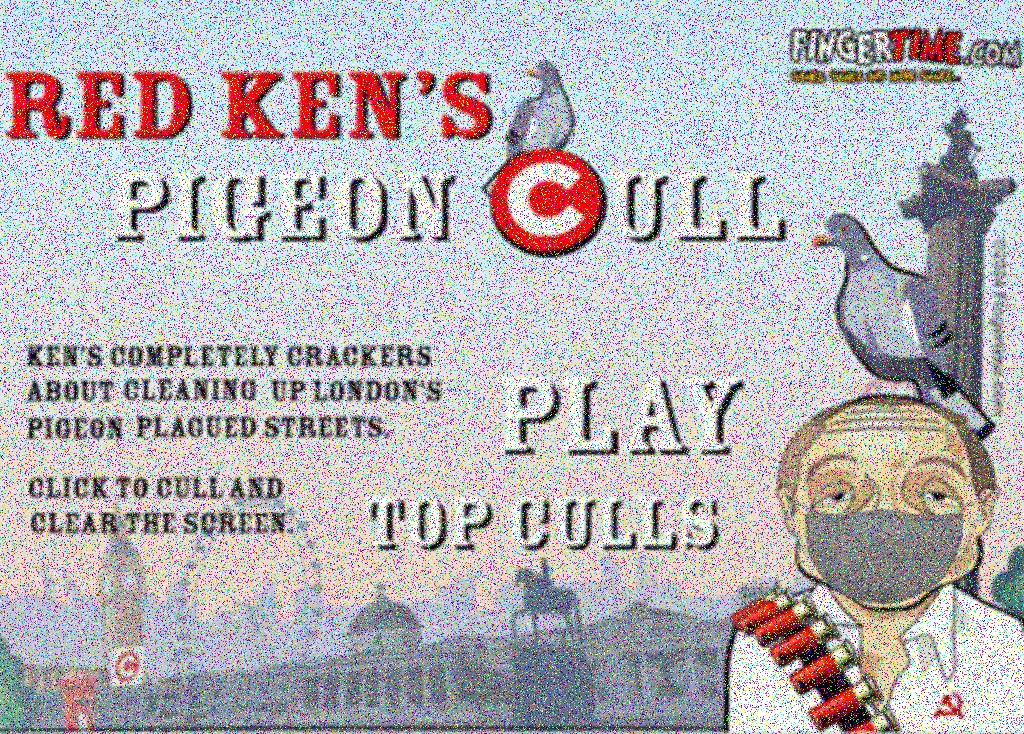 FINGERTIME.COM
RED KEN'S
PIGEON CULL
KEN'S COMPLETELY CRACKERS
ABOUT CLEANING UP LONDON'S
PIGEON PLAGUED STREETS.
CLICK TO CULL AND
CLEAR THE SCREEN.
PLAY
TOP CULLS
C